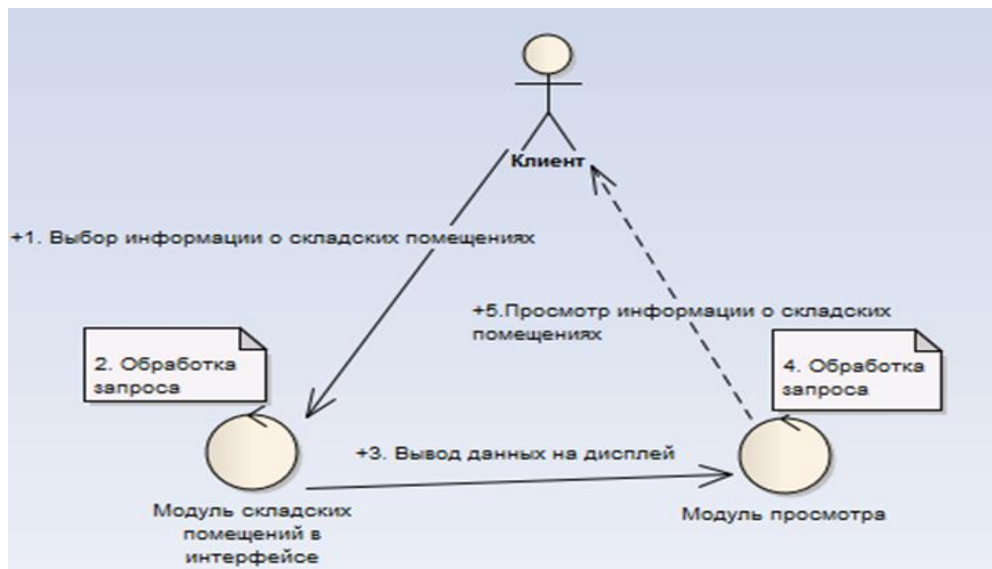 Клиент
+1. Выбор информации о складских помещениях
+5.Просмотр информации о складских
помещениях
2. Обработка
запроса
4. Обработка
запроса
+3. Вывод данных на дисплей
Модуль складских
помещений в
интерфейсе
Модуль просмотра